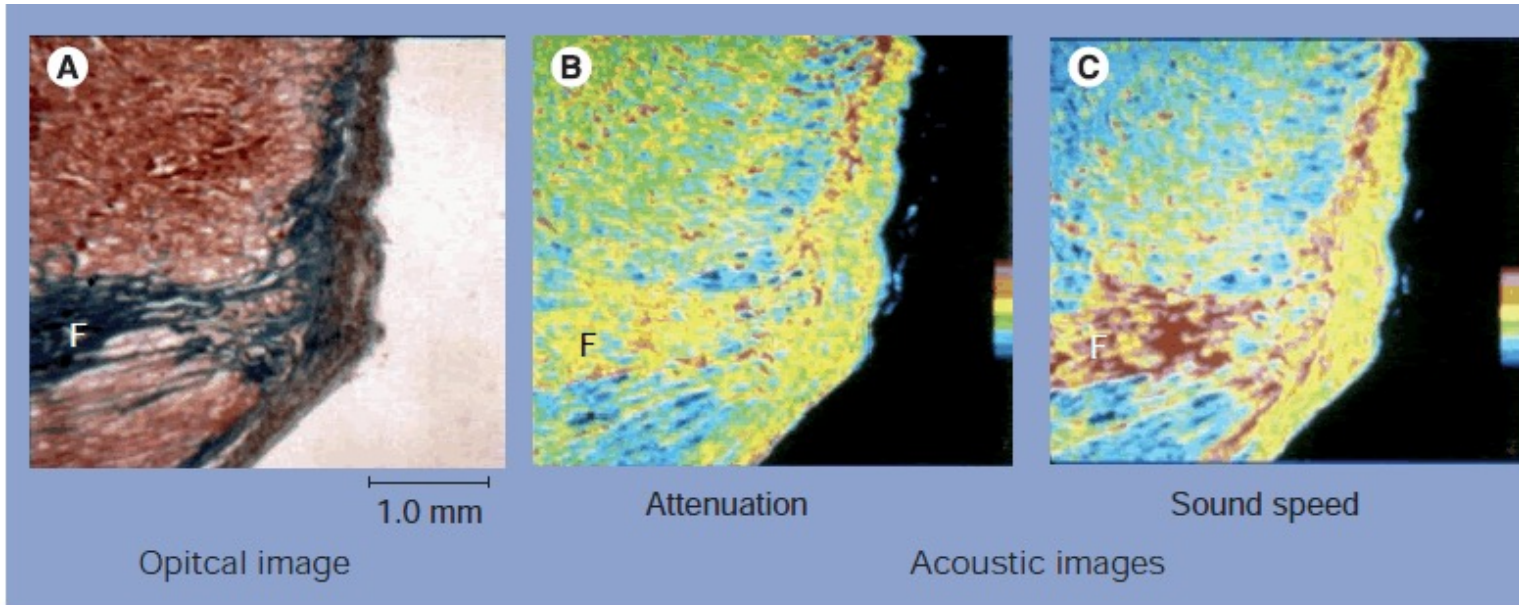 A
B
C
F
F
F
1.0 mm
Attenuation
Sound speed
Opitcal image
Acoustic images